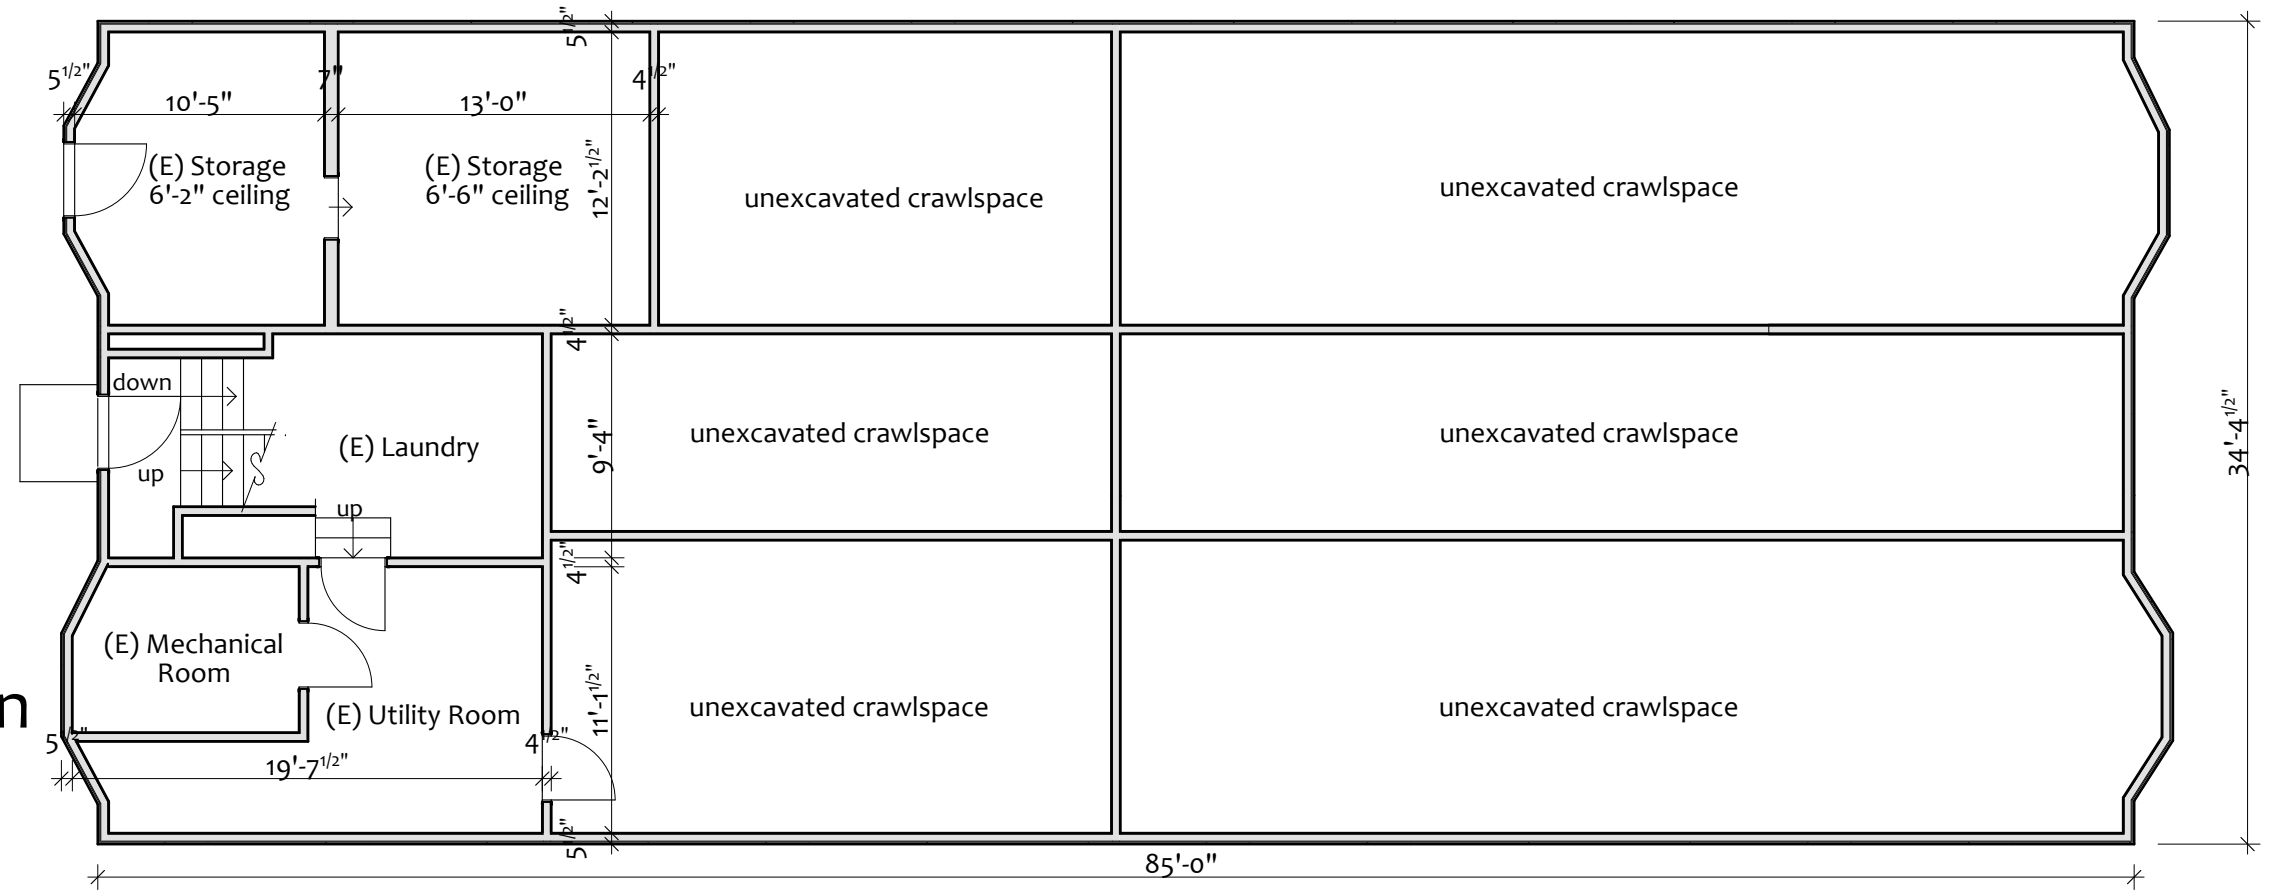 5 1/2"
5 1/2"
7"
4 1/2"
10'-5"
13'-0"
(E) Storage
6'-2" ceiling
(E) Storage
6'-6" ceiling
12'-2 1/2"
unexcavated crawlspace
unexcavated crawlspace
4 1/2"
down
up
(E) Laundry
9'-4"
unexcavated crawlspace
unexcavated crawlspace
34'-4 1/2"
up
4 1/2"
(E) Mechanical
Room
n
(E) Utility Room
11'-1 1/2"
unexcavated crawlspace
unexcavated crawlspace
5 1/2"
4 1/2"
19'-7 1/2"
5 1/2"
85'-0"